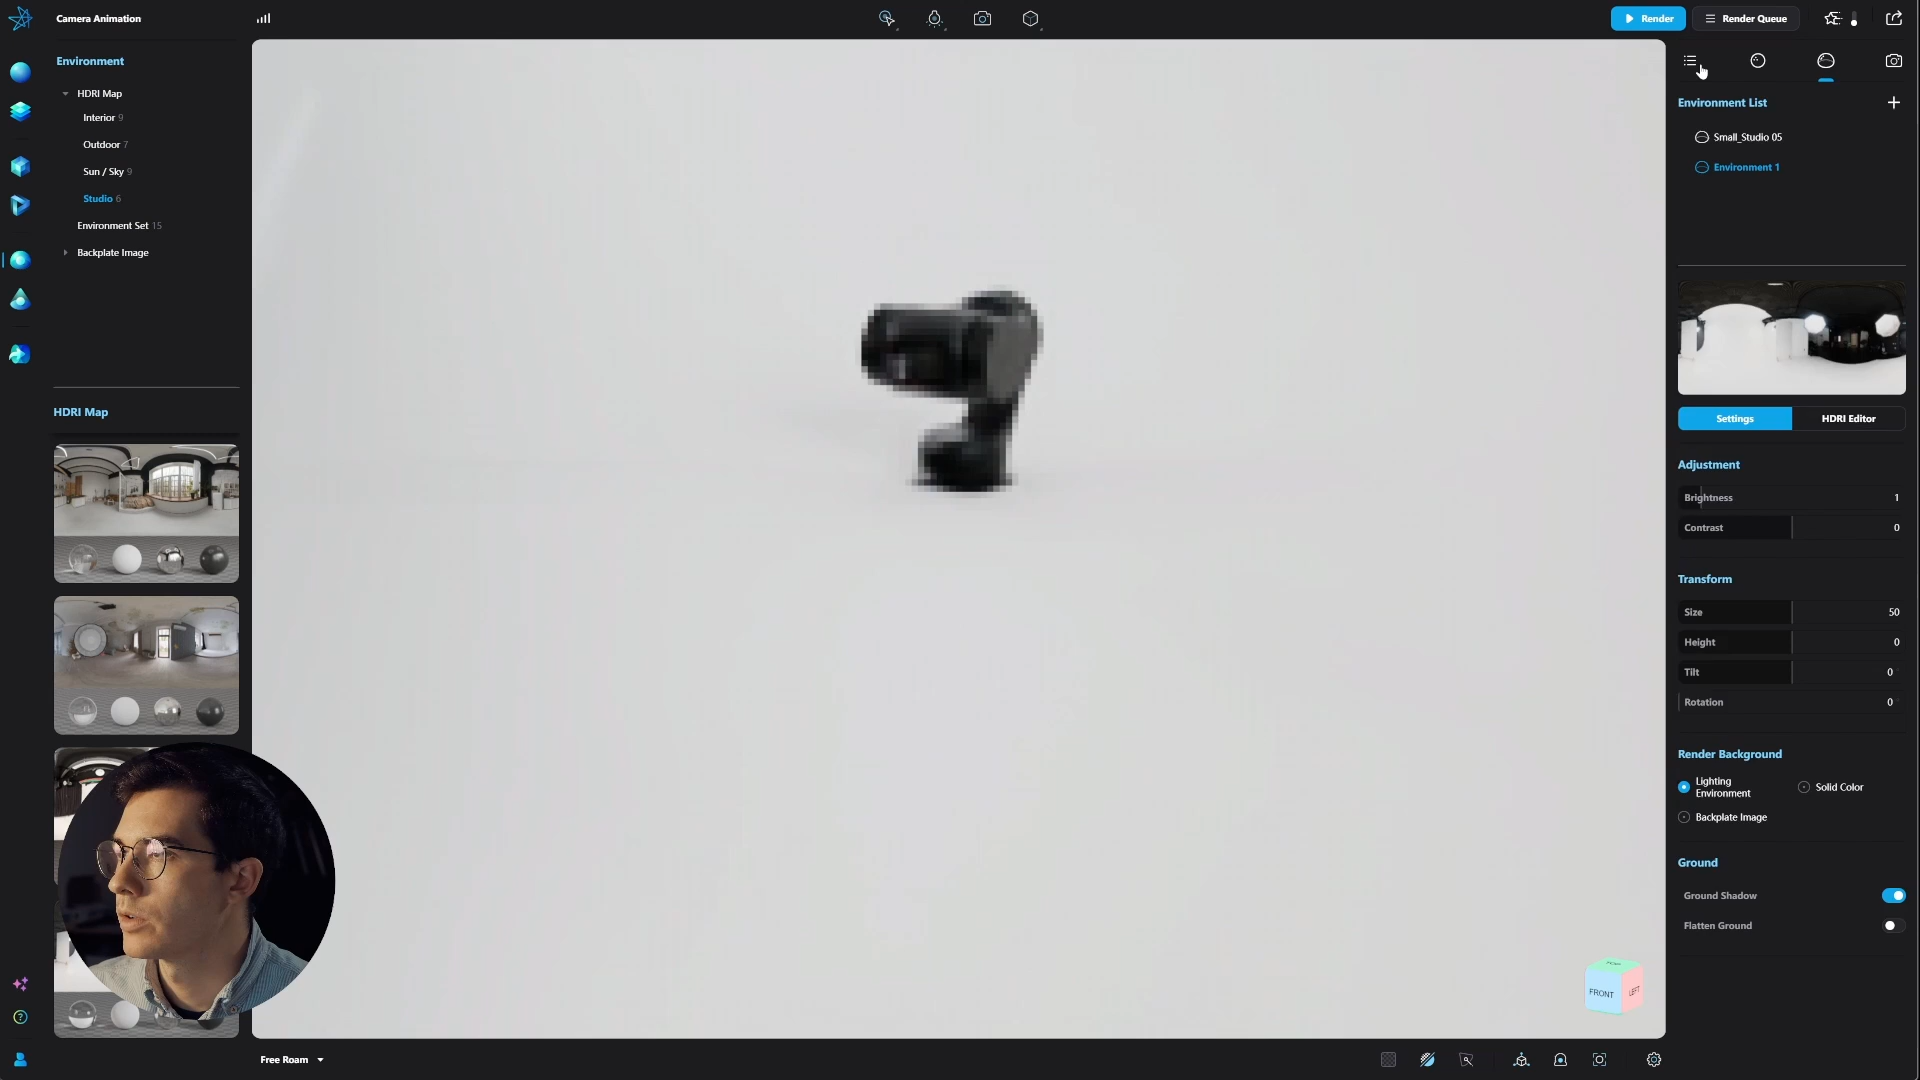 Camera Animation
Render
Render Queue
Environment
HDRI Map
Interior 9
Outdoor 7
Sun / Sky 9
Studio 6
Environment Set 15
Backplate Image
HDRI Map
Free Roam
FRONT
LEFT
Environment List
Small_Studio 05
Environment 1
Settings
HDRI Editor
Adjustment
Brightness 1
Contrast 0
Transform
Size 50
Height 0
Tilt 0
Rotation 0
Render Background
Lighting
Environment
Solid Color
Backplate Image
Ground
Ground Shadow
Flatten Ground